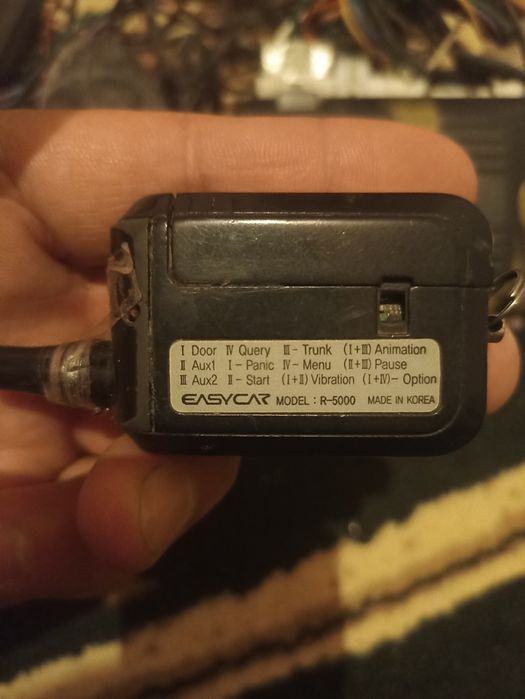 Ⅰ Door Ⅳ Query Ⅲ- Trunk (Ⅰ+Ⅲ) Animation
Ⅱ Aux1 Ⅰ- Panic Ⅳ- Menu (Ⅱ+Ⅲ) Pause
Ⅲ Aux2 Ⅱ- Start (Ⅰ+Ⅱ) Vibration (Ⅰ+Ⅳ)- Option
EASYCAR MODEL : R-5000 MADE IN KOREA